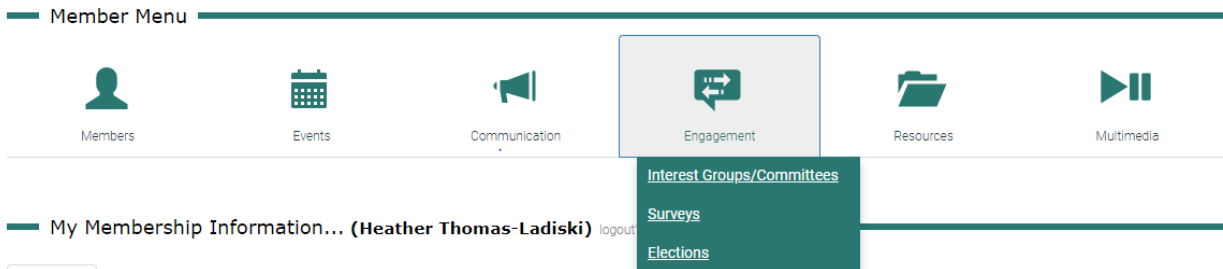 Member Menu
Members Events Communication Engagement Resources Multimedia
Interest Groups/Committees
Surveys
My Membership Information... (Heather Thomas-Ladiski) logout
Elections